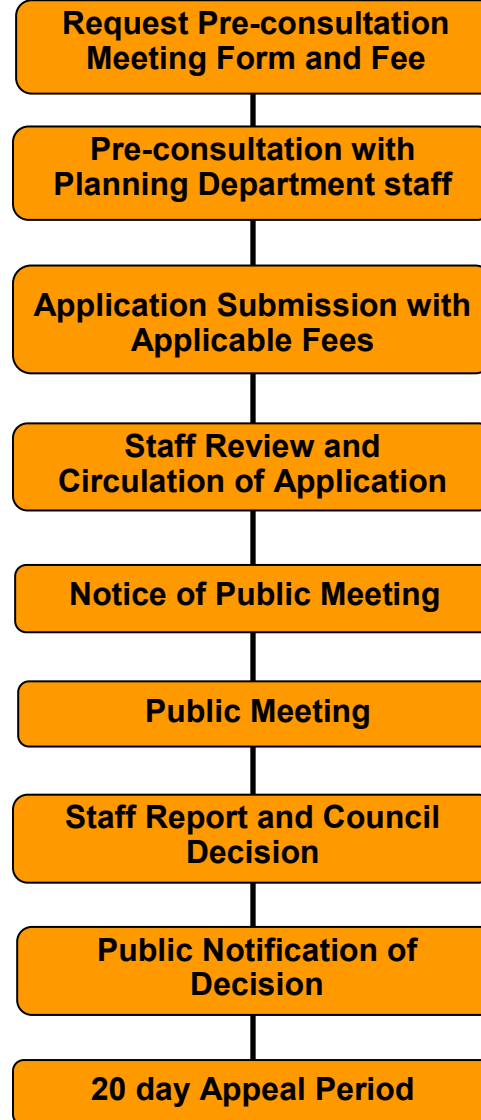 Request Pre-consultation
Meeting Form and Fee
Pre-consultation with
Planning Department staff
Application Submission with
Applicable Fees
Staff Review and
Circulation of Application
Notice of Public Meeting
Public Meeting
Staff Report and Council
Decision
Public Notification of
Decision
20 day Appeal Period